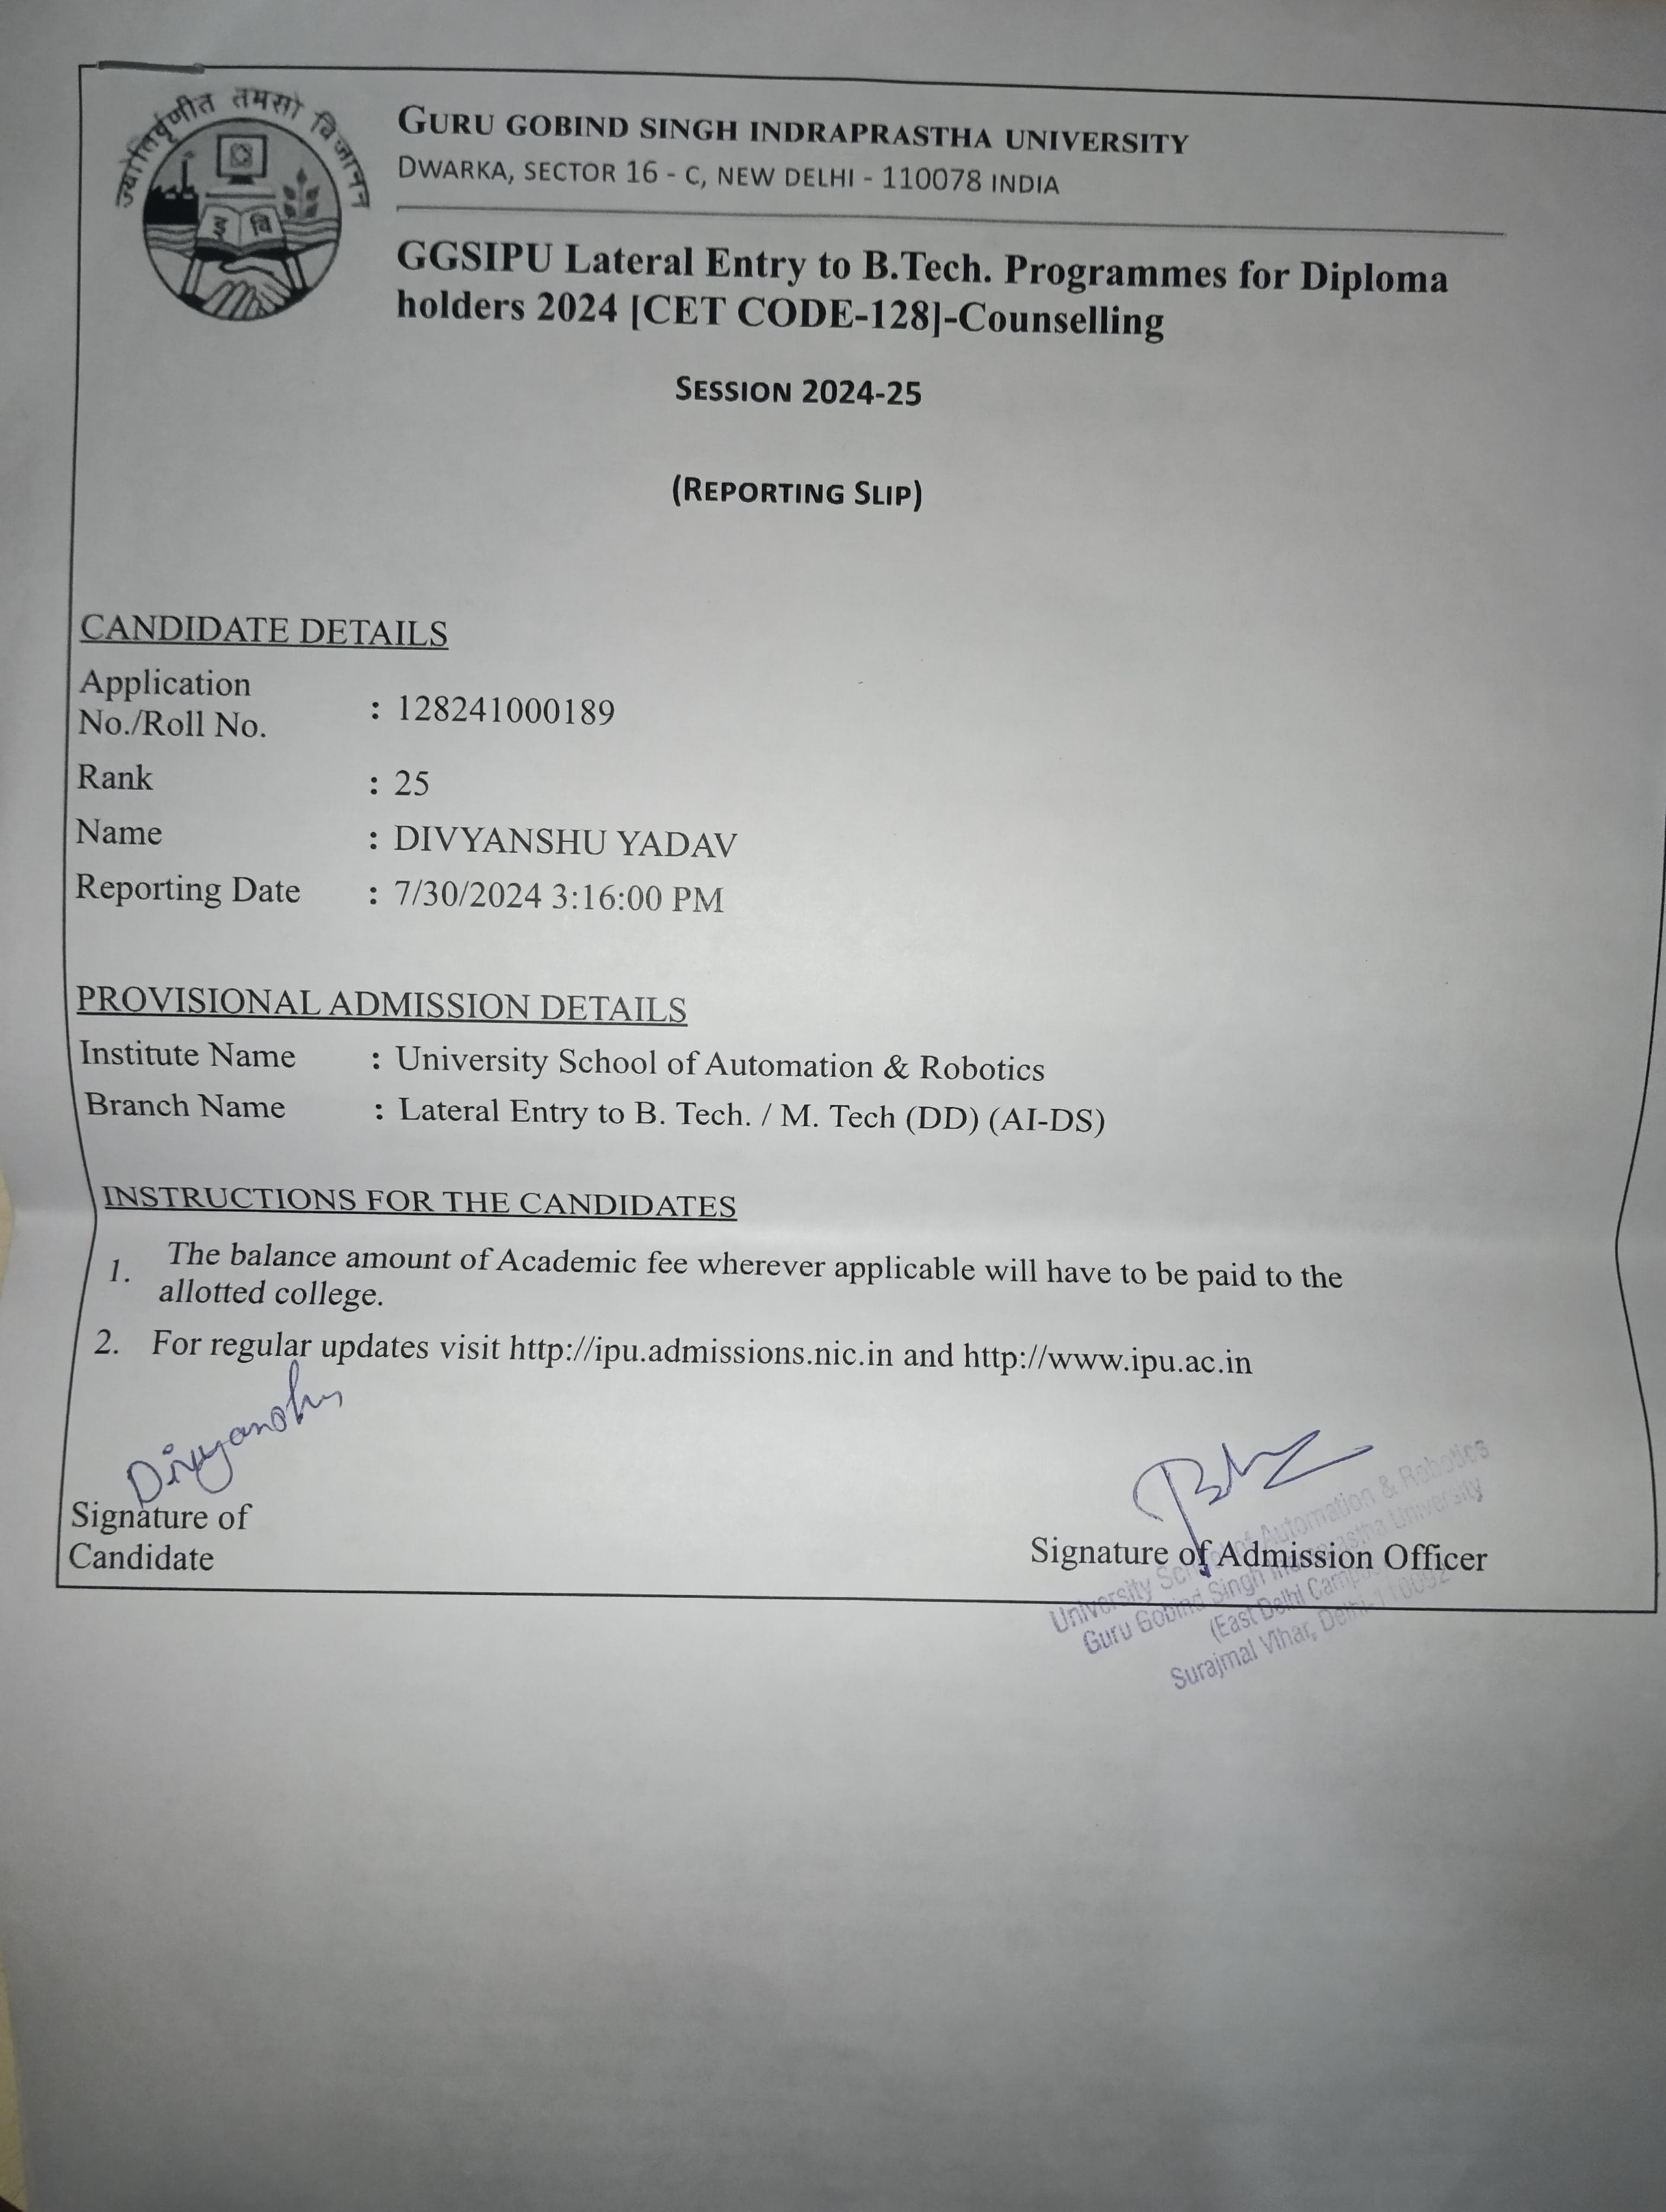 ज्योतिर्वृणीत तमसो विजानन
इ वि
GURU GOBIND SINGH INDRAPRASTHA UNIVERSITY
DWARKA, SECTOR 16 - C, NEW DELHI - 110078 INDIA
GGSIPU Lateral Entry to B.Tech. Programmes for Diploma
holders 2024 [CET CODE-128]-Counselling
SESSION 2024-25
(REPORTING SLIP)
CANDIDATE DETAILS
Application
No./Roll No. : 128241000189
Rank : 25
Name : DIVYANSHU YADAV
Reporting Date : 7/30/2024 3:16:00 PM
PROVISIONAL ADMISSION DETAILS
Institute Name : University School of Automation & Robotics
Branch Name : Lateral Entry to B. Tech. / M. Tech (DD) (AI-DS)
INSTRUCTIONS FOR THE CANDIDATES
1. The balance amount of Academic fee wherever applicable will have to be paid to the
allotted college.
2. For regular updates visit http://ipu.admissions.nic.in and http://www.ipu.ac.in
Divyanshu
Signature of
Candidate
Signature of Admission Officer
University School of Automation & Robotics
Guru Gobind Singh Indraprastha University
(East Delhi Campus
Surajmal Vihar, Delhi-110092